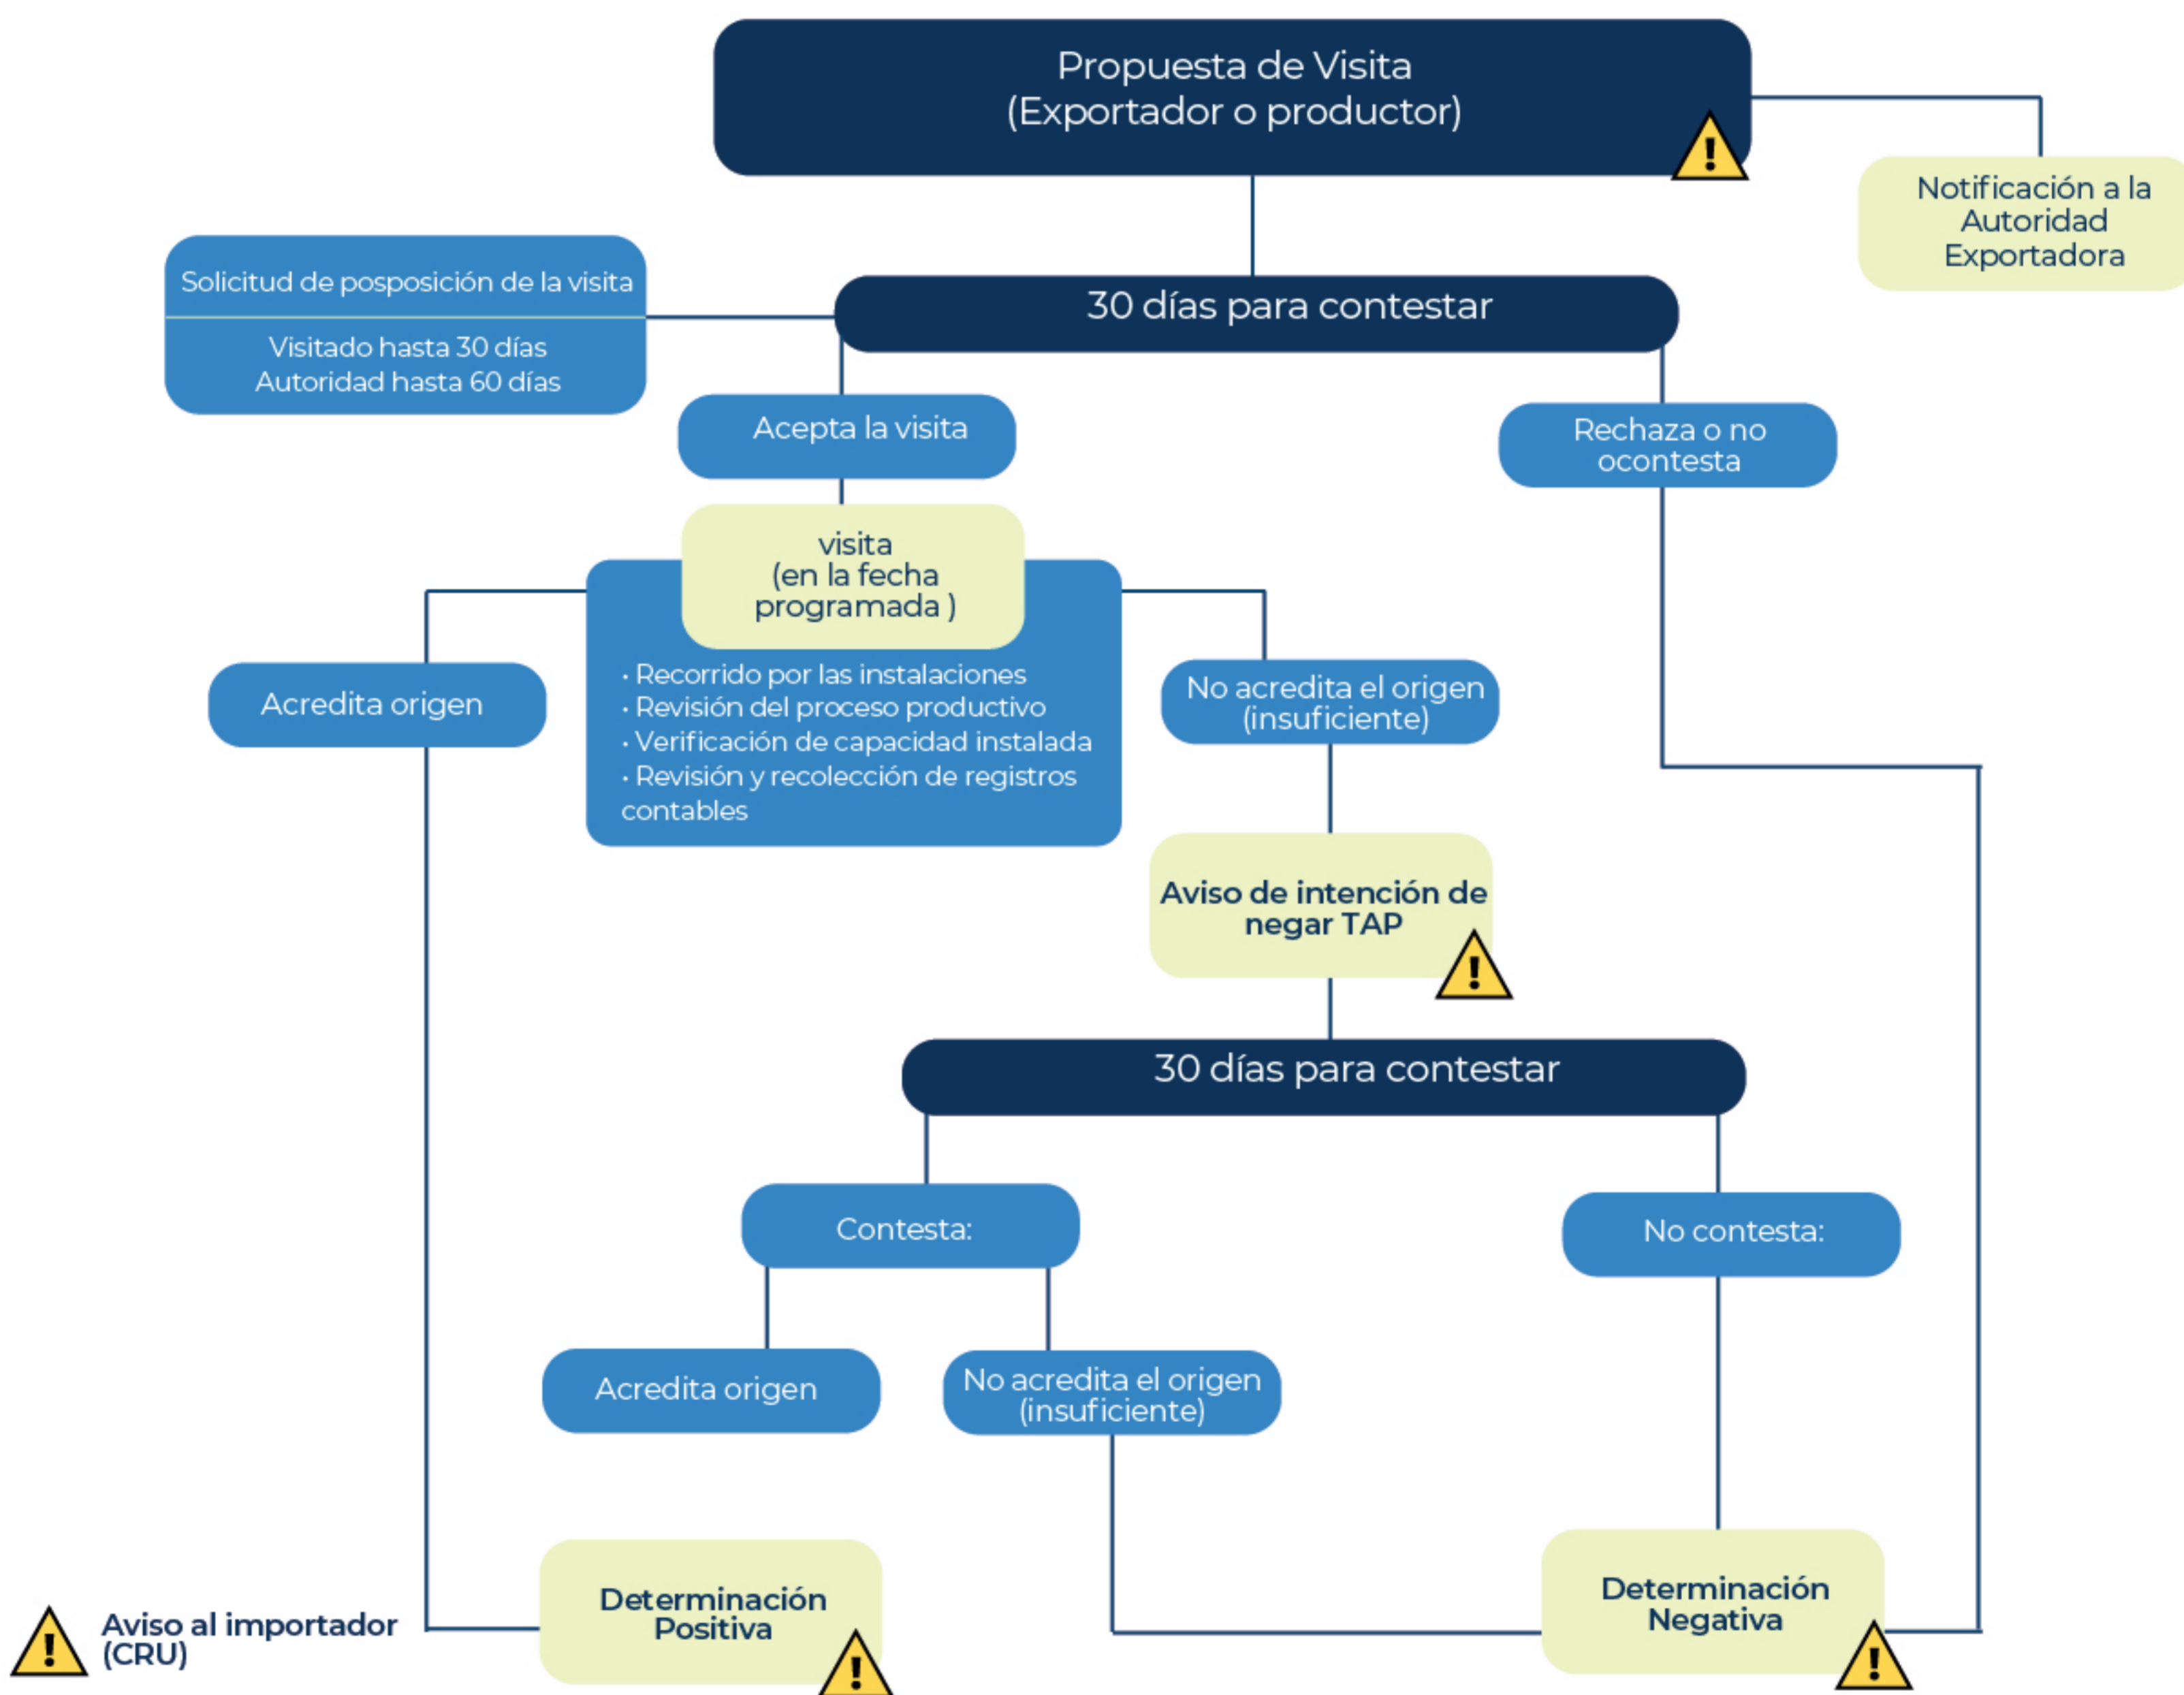 Propuesta de Visita
(Exportador o productor)
Notificación a la
Autoridad
Exportadora
Solicitud de posposición de la visita
Visitado hasta 30 días
Autoridad hasta 60 días
30 días para contestar
Acepta la visita
Rechaza o no
ocontesta
visita
(en la fecha
programada )
• Recorrido por las instalaciones
• Revisión del proceso productivo
• Verificación de capacidad instalada
• Revisión y recolección de registros
contables
Acredita origen
No acredita el origen
(insuficiente)
Aviso de intención de
negar TAP
30 días para contestar
Contesta:
No contesta:
Acredita origen
No acredita el origen
(insuficiente)
Determinación
Positiva
Determinación
Negativa
Aviso al importador
(CRU)